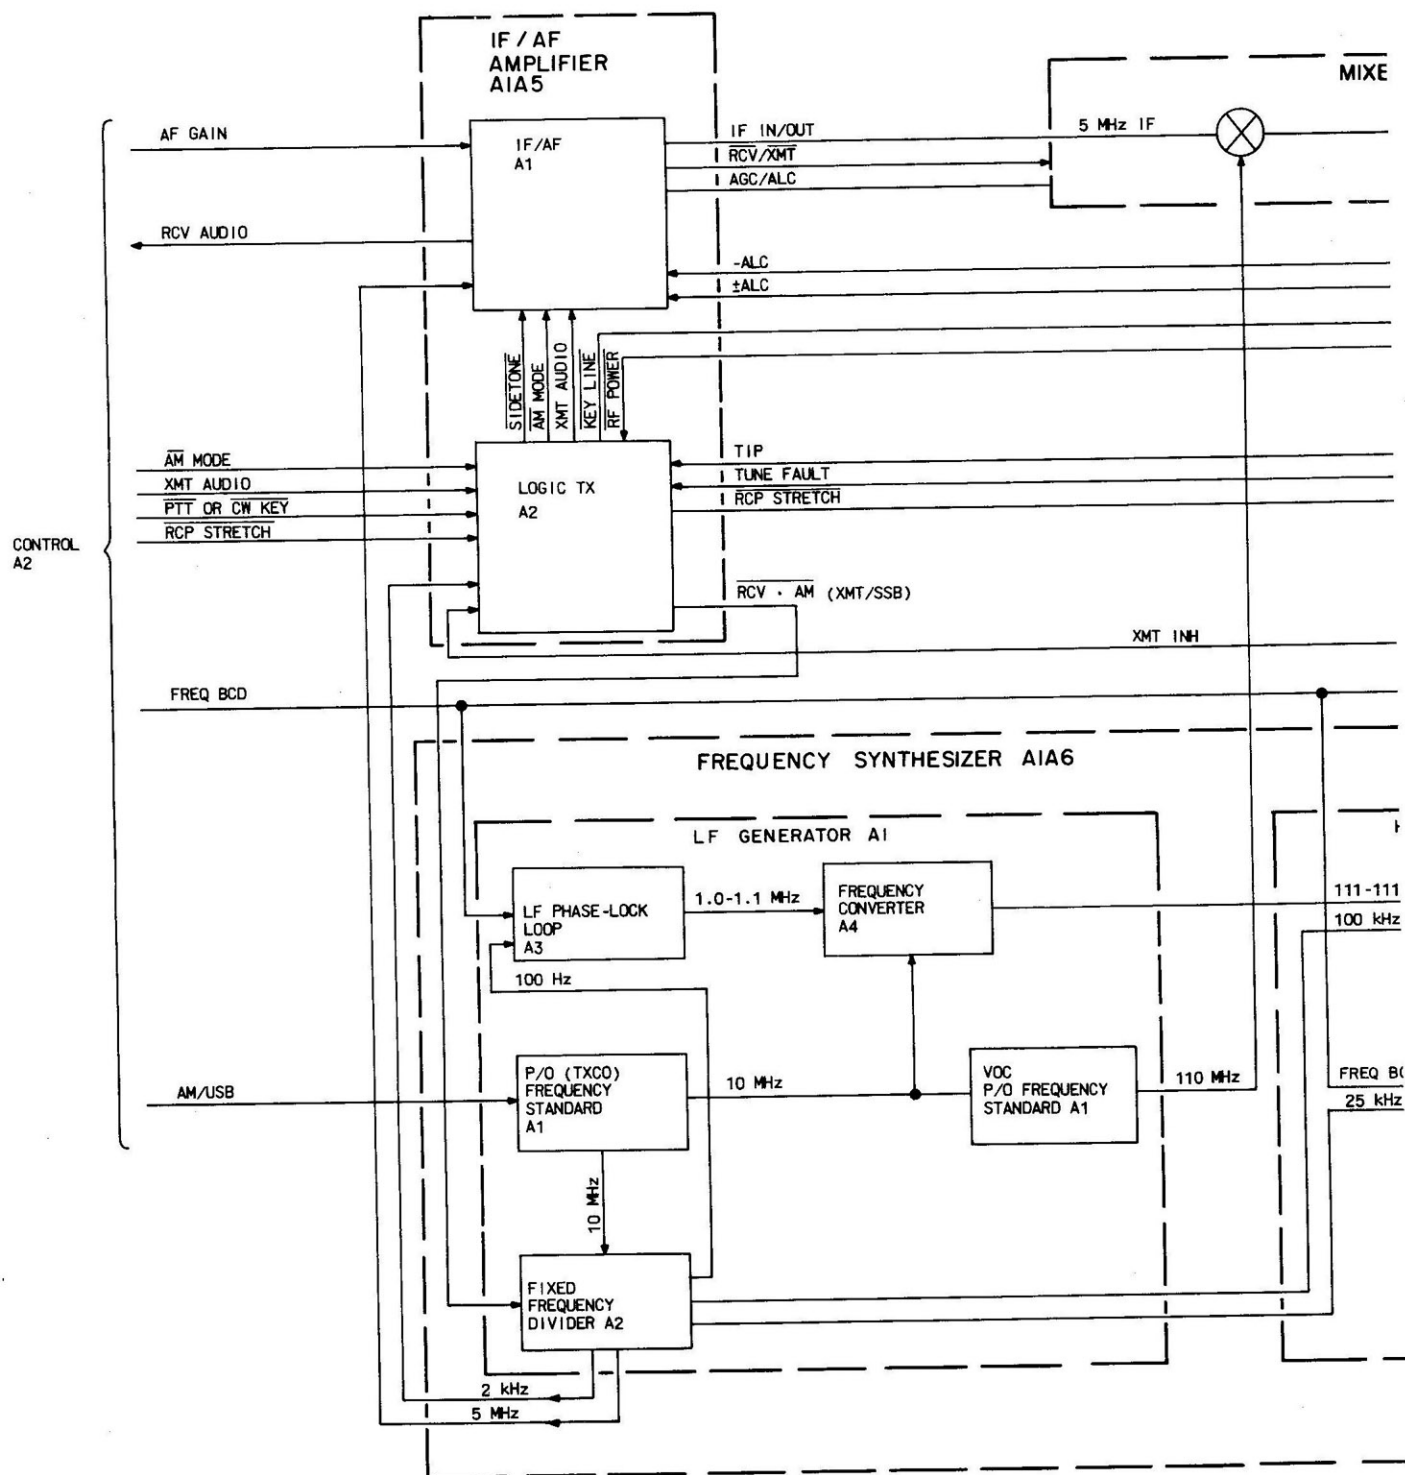 IF/AF
AMPLIFIER
A1A5
MIXE
AF GAIN
IF/AF
A1
IF IN/OUT
RCV/XMT
AGC/ALC
5 MHz IF
RCV AUDIO
-ALC
±ALC
SIDETONE
AM MODE
XMT AUDIO
KEY LINE
RF POWER
AM MODE
XMT AUDIO
PTT OR CW KEY
RCP STRETCH
LOGIC TX
A2
TIP
TUNE FAULT
RCP STRETCH
CONTROL
A2
RCV · AM (XMT/SSB)
XMT INH
FREQ BCD
FREQUENCY SYNTHESIZER A1A6
LF GENERATOR A1
LF PHASE-LOCK
LOOP
A3
1.0-1.1 MHz
FREQUENCY
CONVERTER
A4
111-111
100 kHz
100 Hz
AM/USB
P/O (TXCO)
FREQUENCY
STANDARD
A1
10 MHz
VOC
P/O FREQUENCY
STANDARD A1
110 MHz
FREQ B
25 kHz
10 MHz
FIXED
FREQUENCY
DIVIDER A2
2 kHz
5 MHz